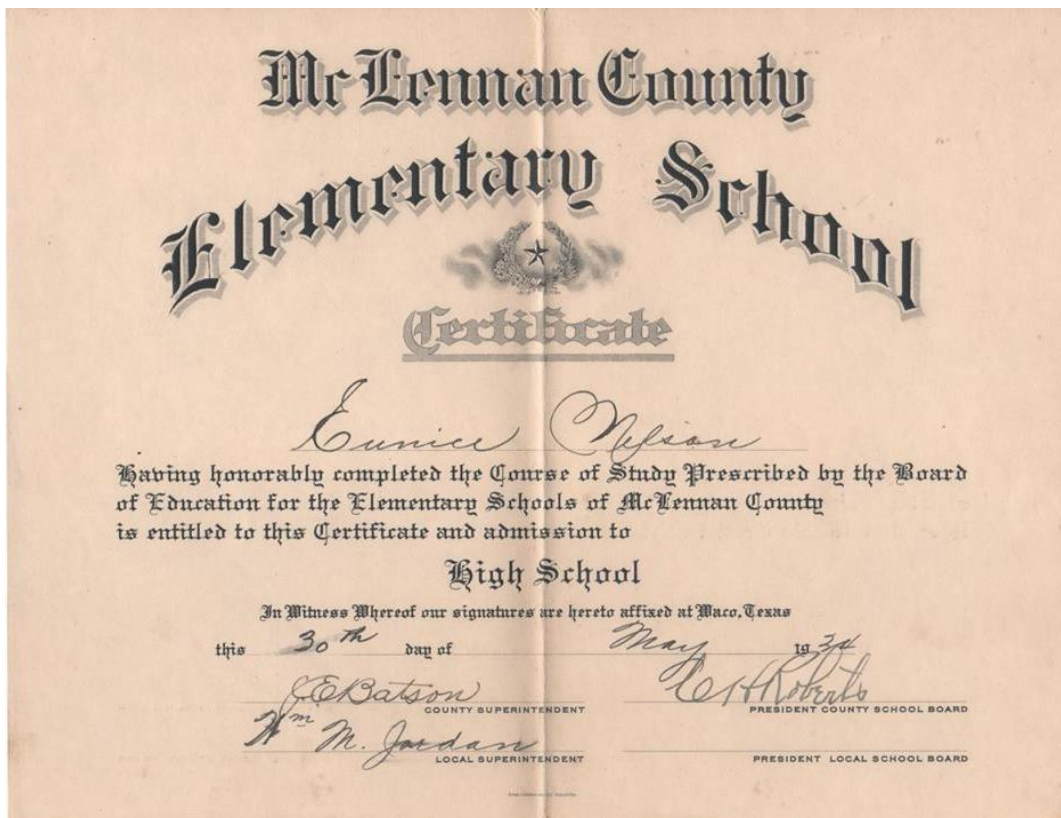 McLennan County
Elementary School
Certificate
Eunice Nelson
Having honorably completed the Course of Study Prescribed by the Board
of Education for the Elementary Schools of McLennan County
is entitled to this Certificate and admission to
High School
In Witness Whereof our signatures are hereto affixed at Waco, Texas
this 30th day of May 1934
J E Batson
COUNTY SUPERINTENDENT
C H Roberts
PRESIDENT COUNTY SCHOOL BOARD
Wm M. Jordan
LOCAL SUPERINTENDENT
PRESIDENT LOCAL SCHOOL BOARD